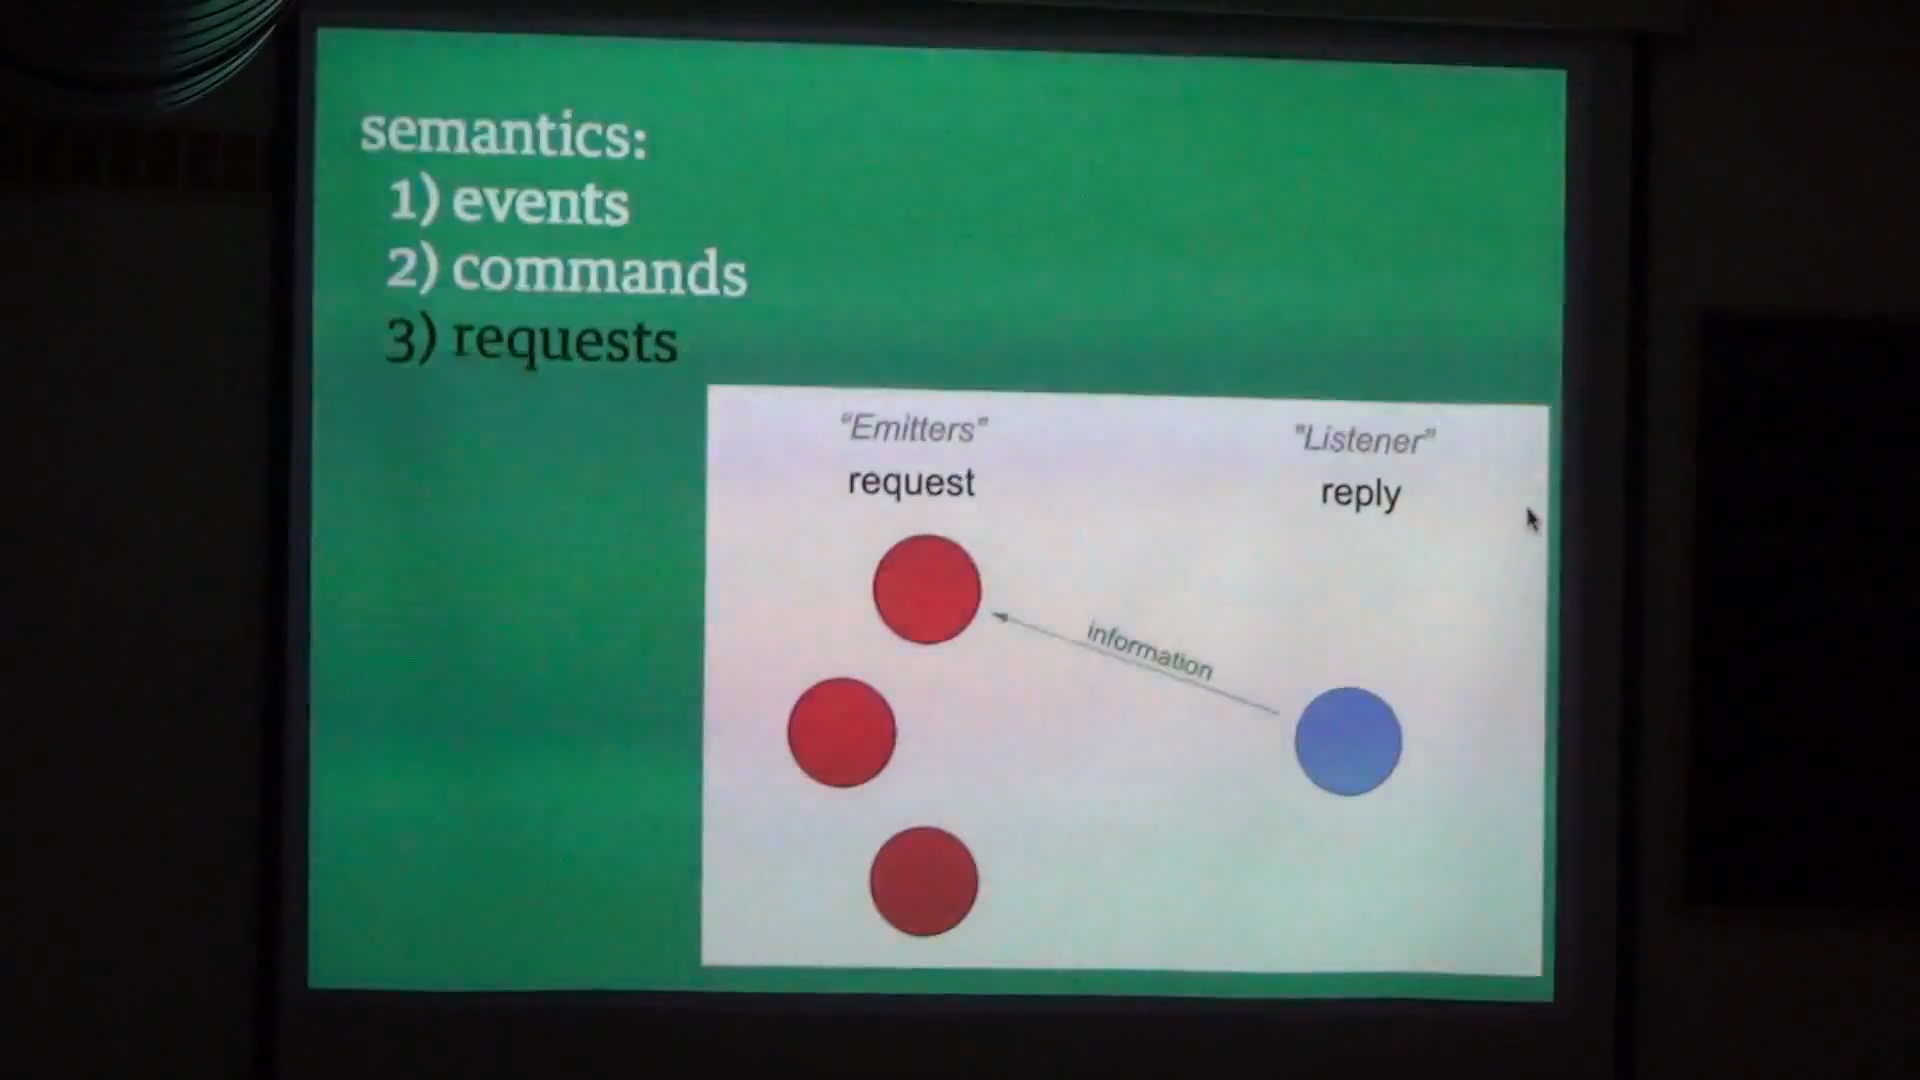 semantics:
1) events
2) commands
3) requests
"Emitters"
"Listener"
request
reply
information